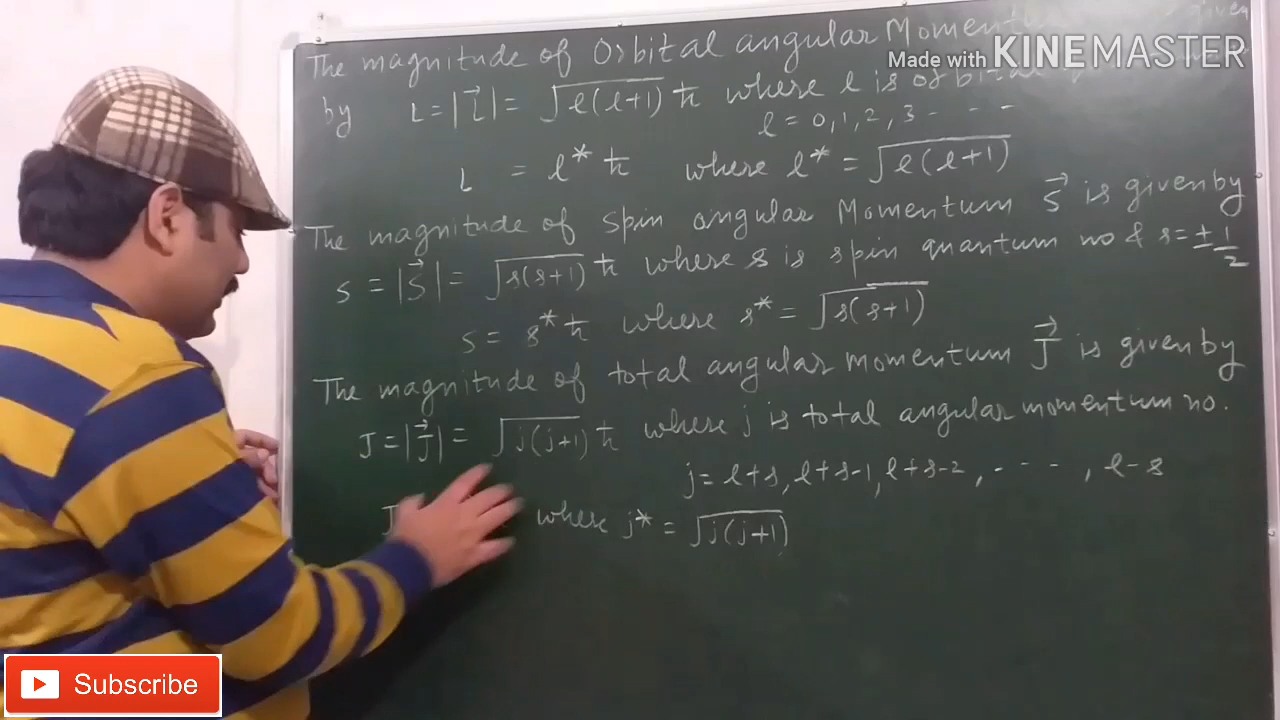 The magnitude of Orbital angular Momentum given
Made with KINEMASTER
by L = |L⃗| = √l(l+1) ħ where l is orbital
l = 0, 1, 2, 3 - - - -
L = l* ħ where l* = √l(l+1)
The magnitude of spin angular Momentum S⃗ is given by
S = |S⃗| = √s(s+1) ħ where s is spin quantum no & s = ± 1/2
S = s* ħ where s* = √s(s+1)
The magnitude of total angular momentum J⃗ is given by
J = |J⃗| = √j(j+1) ħ where j is total angular momentum no.
j = l+s, l+s-1, l+s-2, - - - -, l-s
J where j* = √j(j+1)
Subscribe